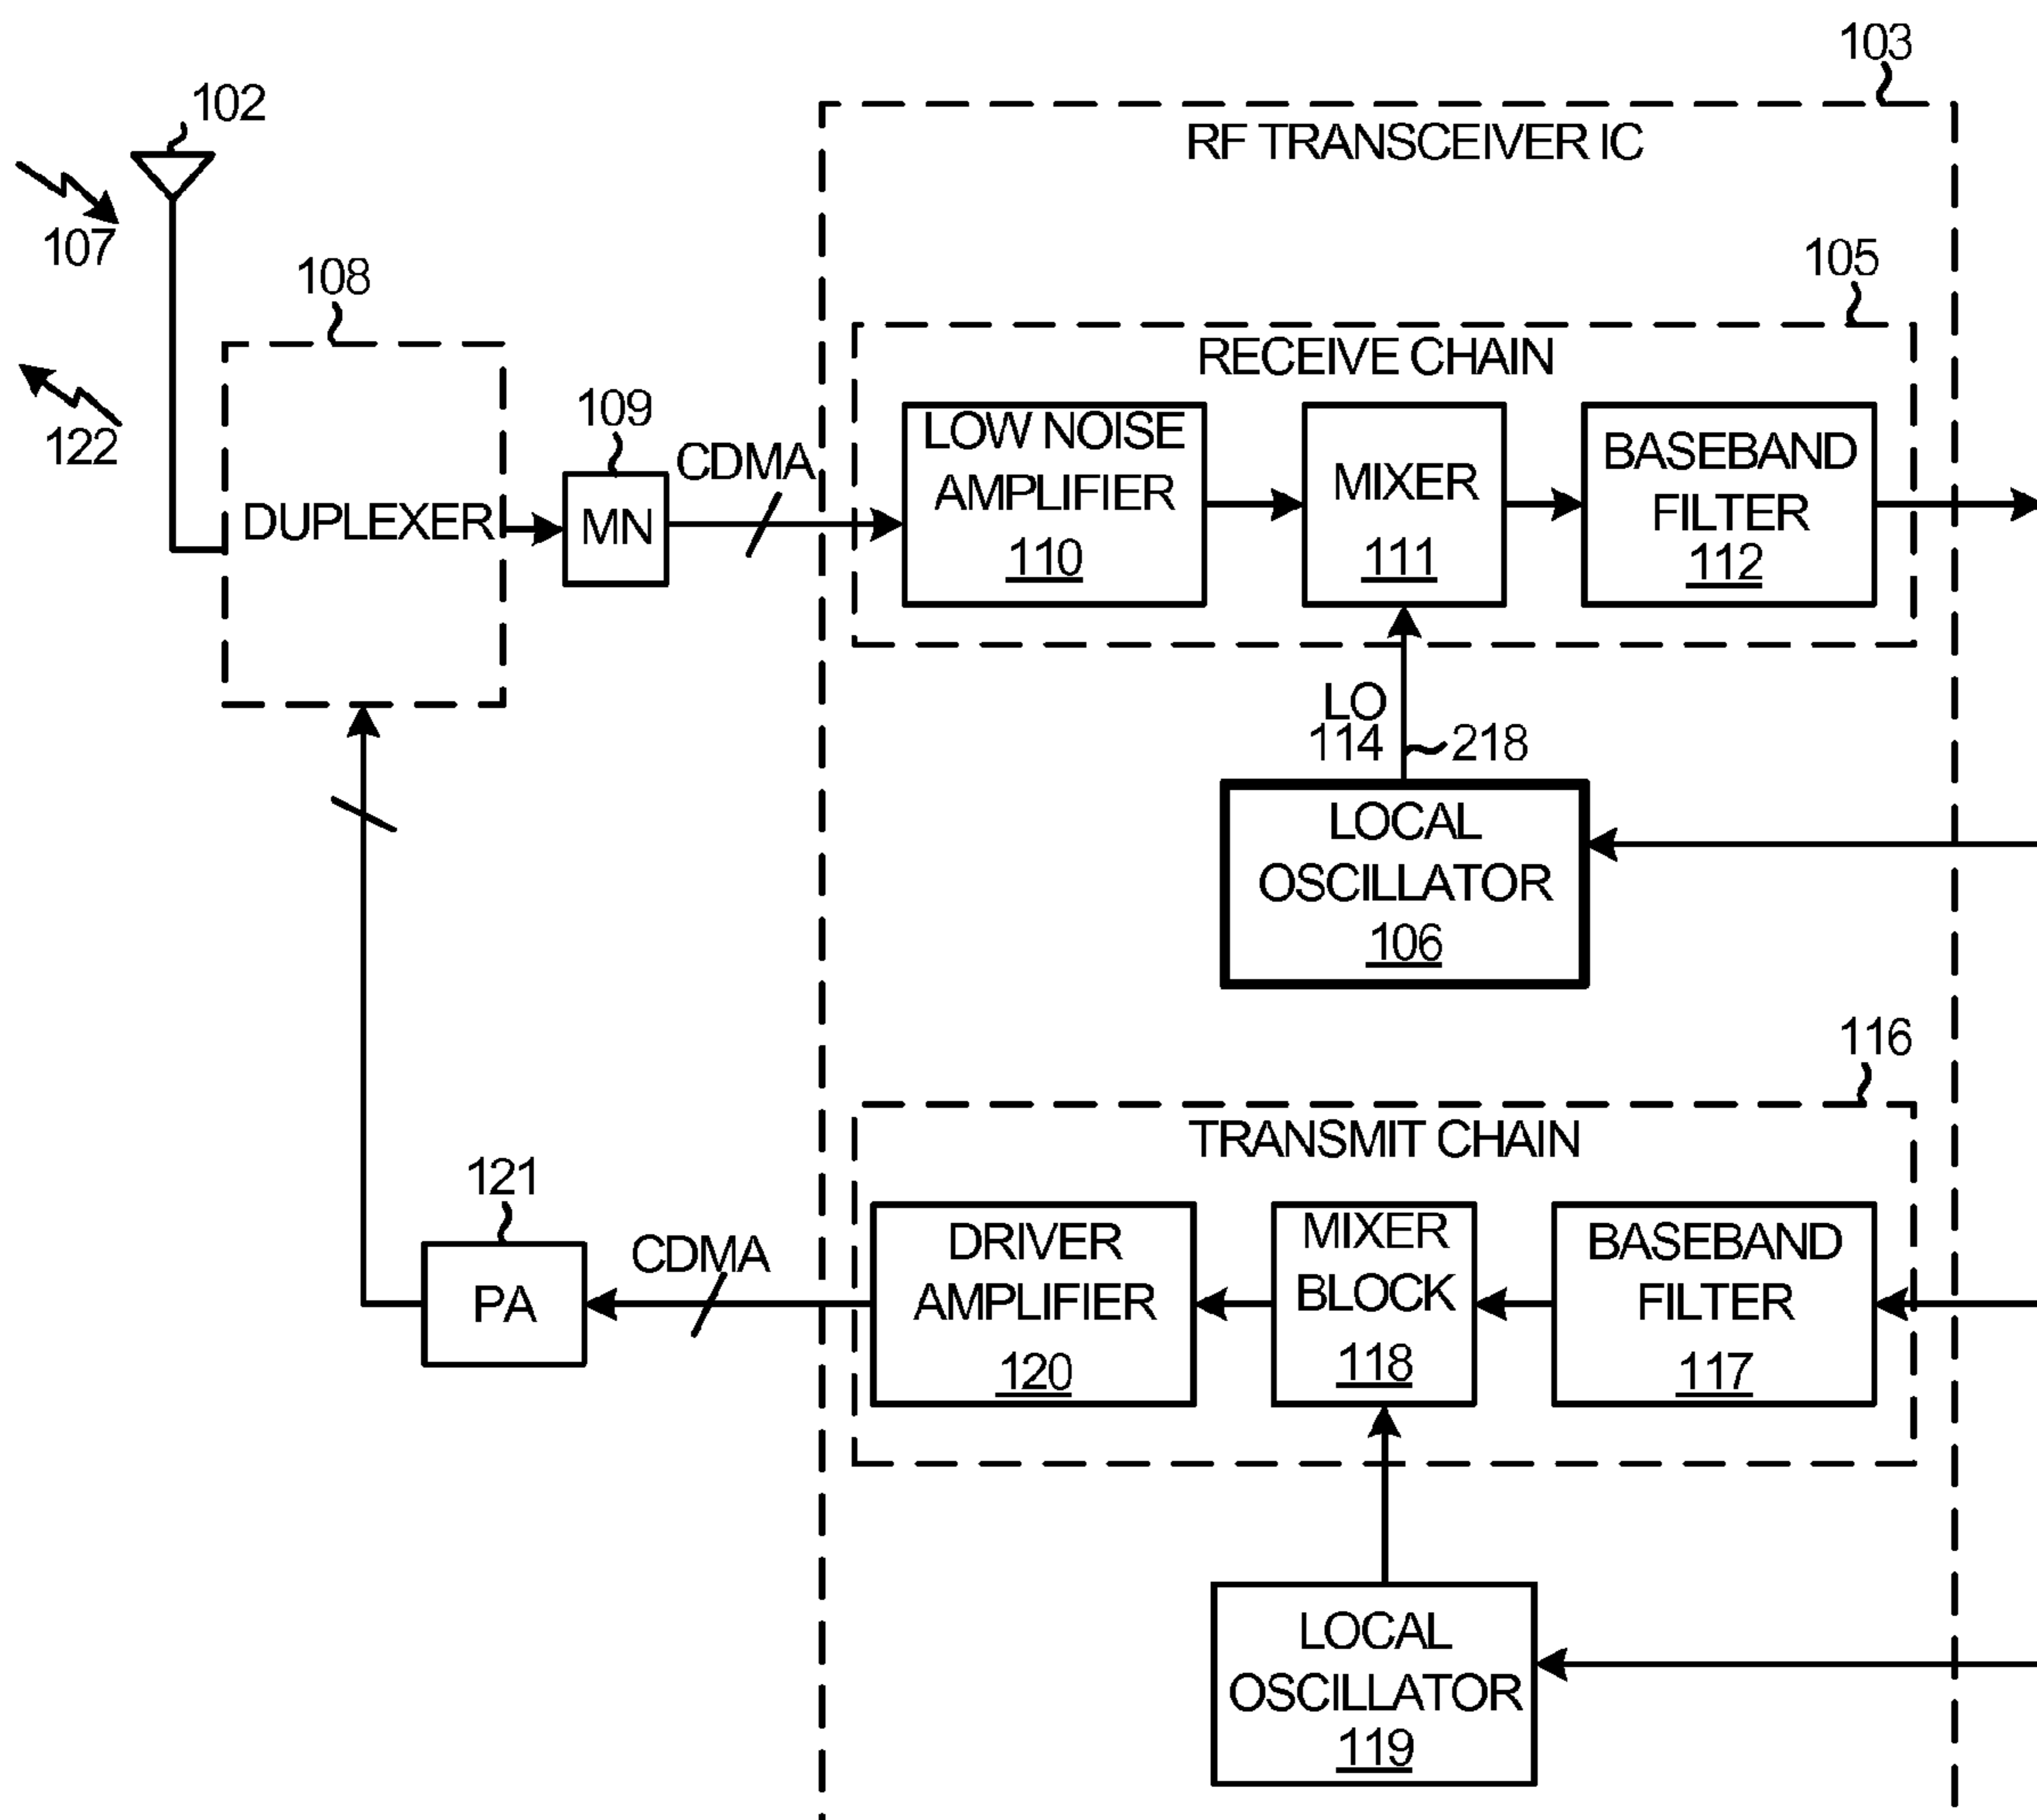 103
RF TRANSCEIVER IC
102
107
108
105
RECEIVE CHAIN
122
109
CDMA
DUPLEXER
MN
LOW NOISE
AMPLIFIER
110
MIXER
111
BASEBAND
FILTER
112
LO
114
218
LOCAL
OSCILLATOR
106
116
TRANSMIT CHAIN
121
PA
CDMA
DRIVER
AMPLIFIER
120
MIXER
BLOCK
118
BASEBAND
FILTER
117
LOCAL
OSCILLATOR
119